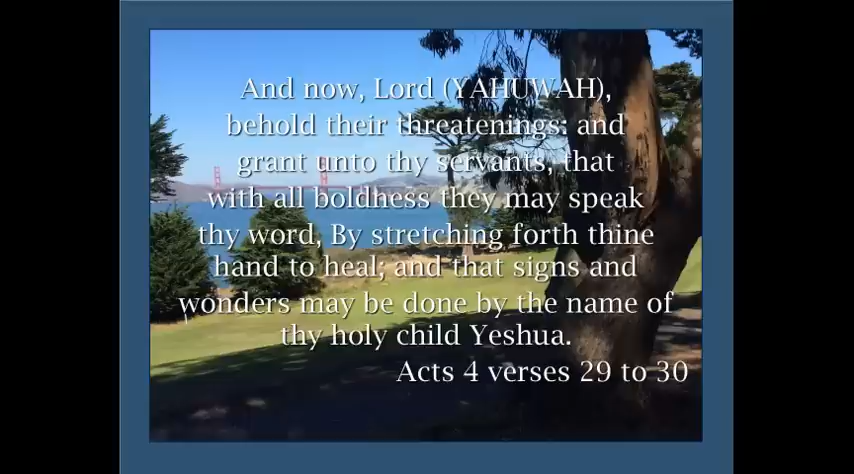 And now, Lord (YAHUWAH),
behold their threatenings: and
grant unto thy servants, that
with all boldness they may speak
thy word, By stretching forth thine
hand to heal; and that signs and
wonders may be done by the name of
thy holy child Yeshua.
Acts 4 verses 29 to 30